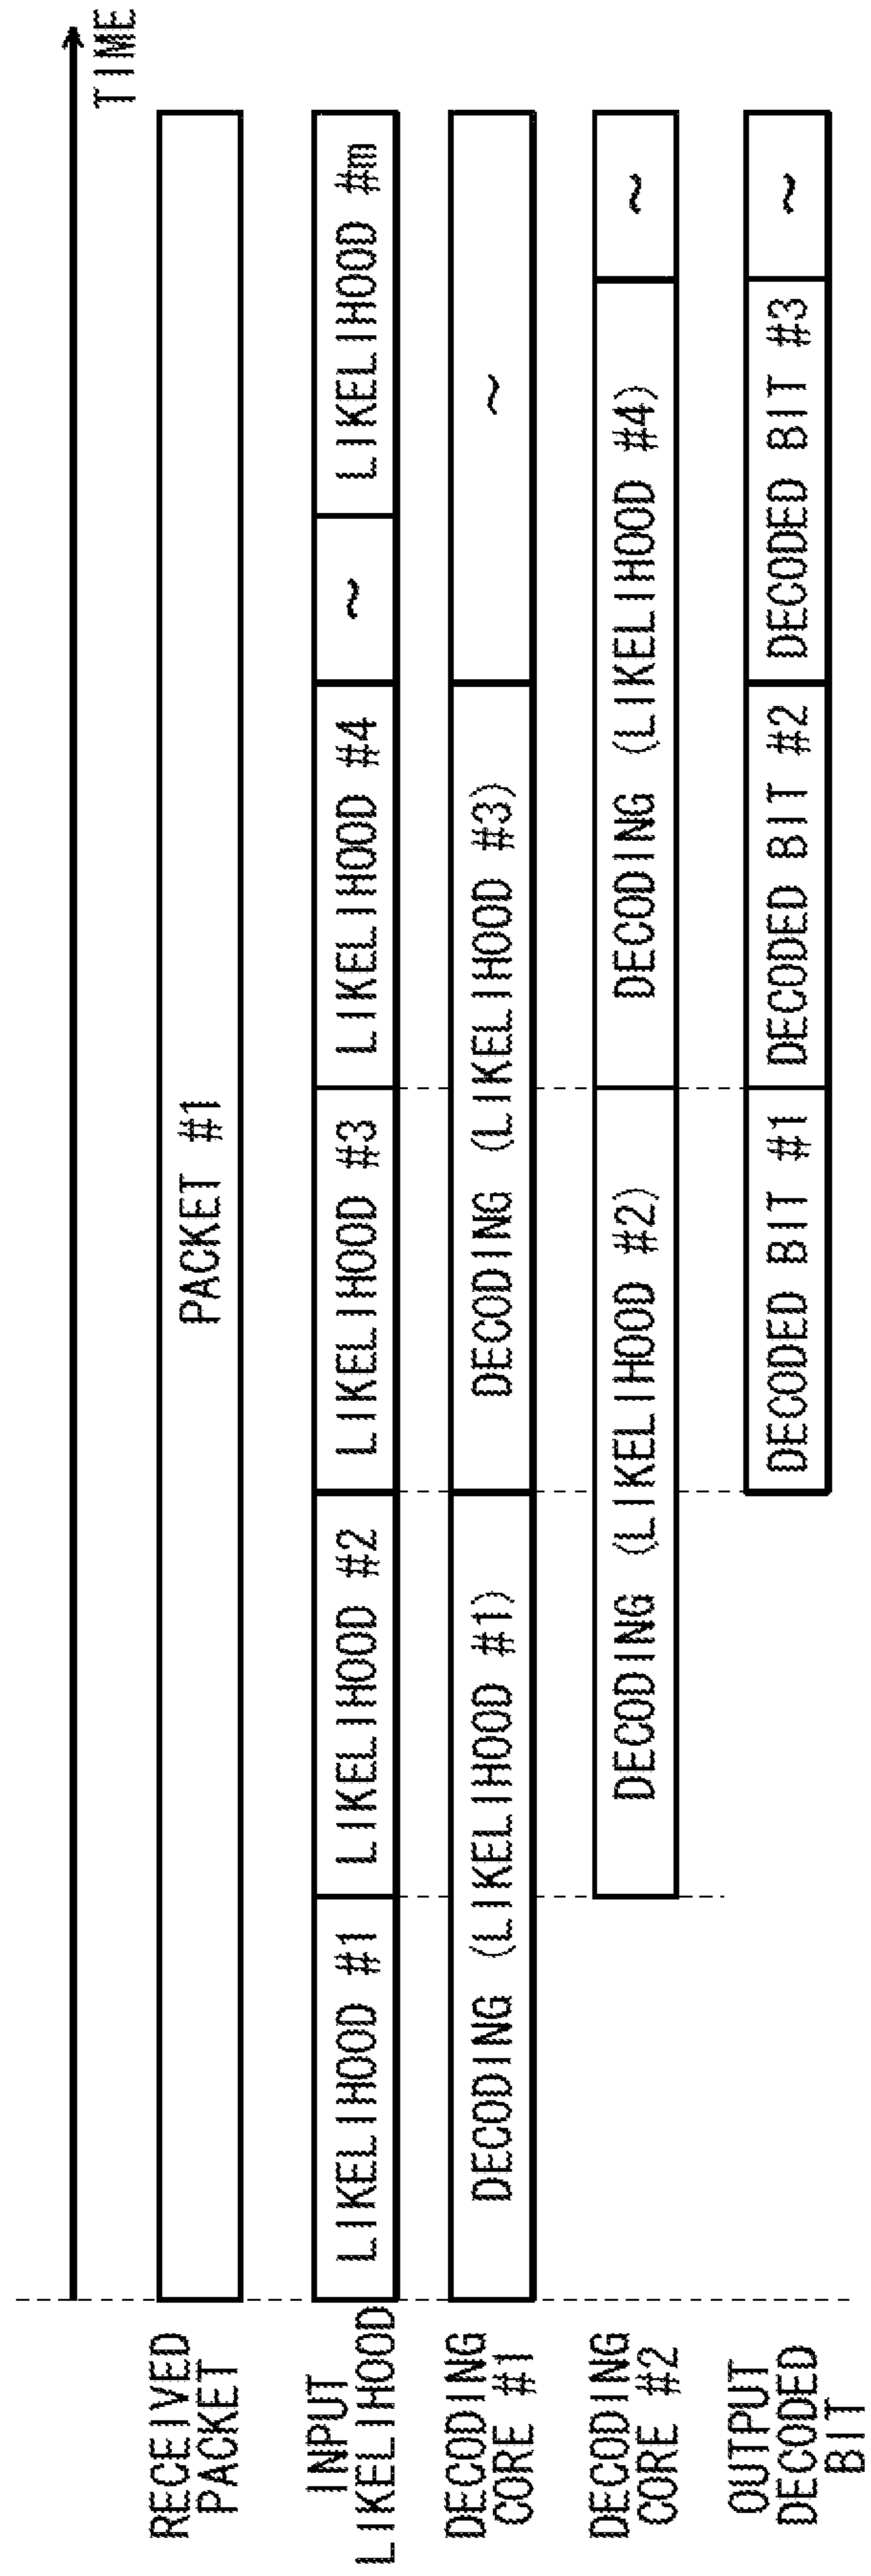 TIME
RECEIVED
PACKET
PACKET #1
INPUT
LIKELIHOOD
LIKELIHOOD #1
LIKELIHOOD #2
LIKELIHOOD #3
LIKELIHOOD #4
~
LIKELIHOOD #m
DECODING
CORE #1
DECODING (LIKELIHOOD #1)
DECODING (LIKELIHOOD #3)
~
DECODING
CORE #2
DECODING (LIKELIHOOD #2)
DECODING (LIKELIHOOD #4)
~
OUTPUT
DECODED
BIT
DECODED BIT #1
DECODED BIT #2
DECODED BIT #3
~